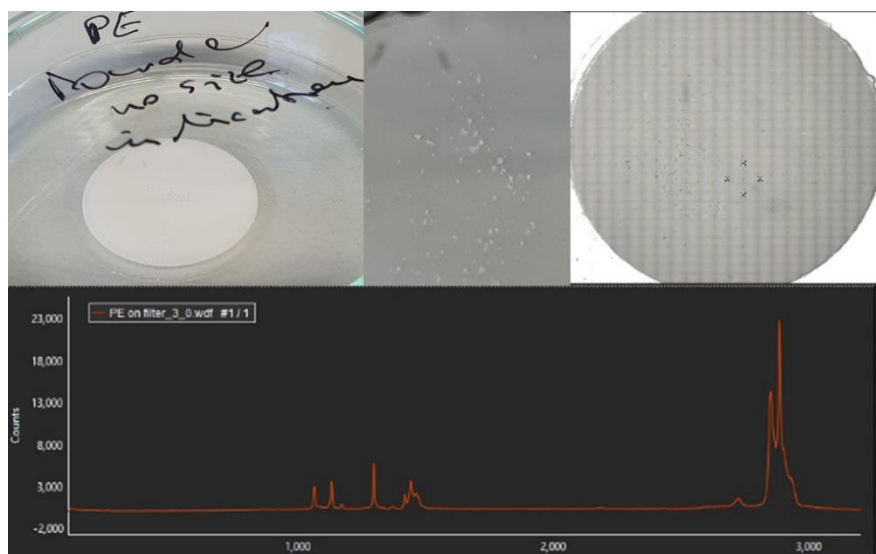 PE
Powder
no size
indication
PE on filter_3_0.wdf #1 / 1
23,000
18,000
13,000
8,000
3,000
-2,000
Counts
1,000
2,000
3,000